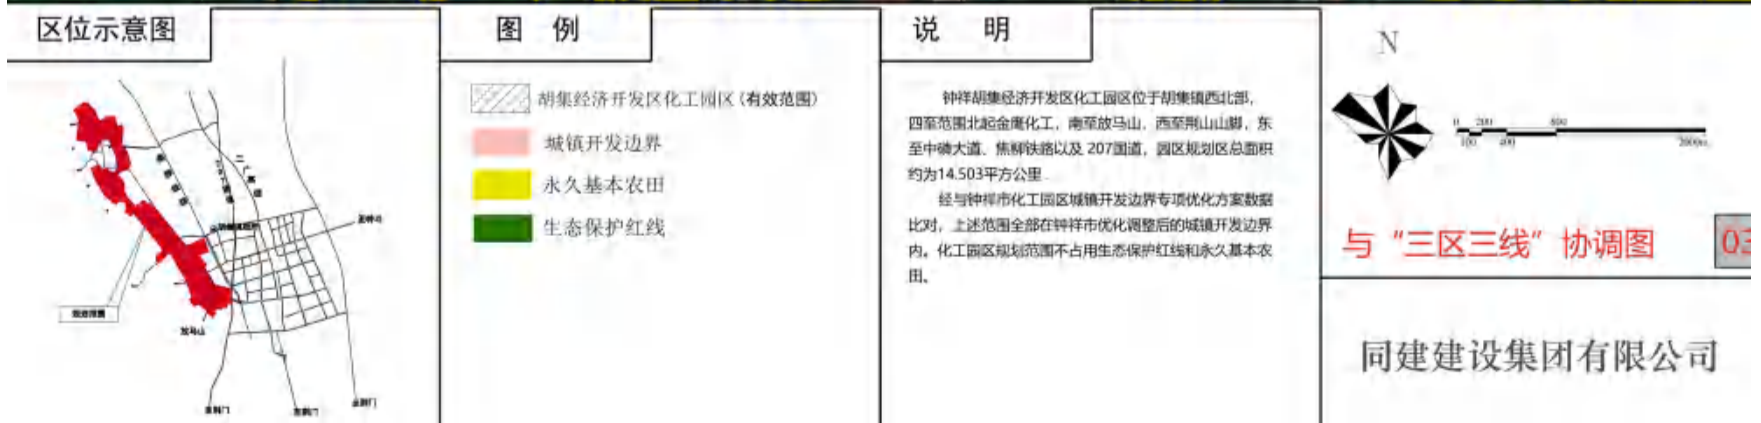 区位示意图
放马山
图 例
胡集经济开发区化工园区(有效范围)
城镇开发边界
永久基本农田
生态保护红线
说 明
钟祥胡集经济开发区化工园区位于胡集镇西北部,
四至范围北起金鹰化工，南至放马山，西至荆山山脚，东
至中磷大道、焦柳铁路以及 207国道，园区规划区总面积
约为14.503平方公里.
经与钟祥市化工园区城镇开发边界专项优化方案数据
比对，上述范围全部在钟祥市优化调整后的城镇开发边界
内。化工园区规划范围不占用生态保护红线和永久基本农
田。
N
0 200 800
100 400 2000m
与“三区三线”协调图
03
同建建设集团有限公司